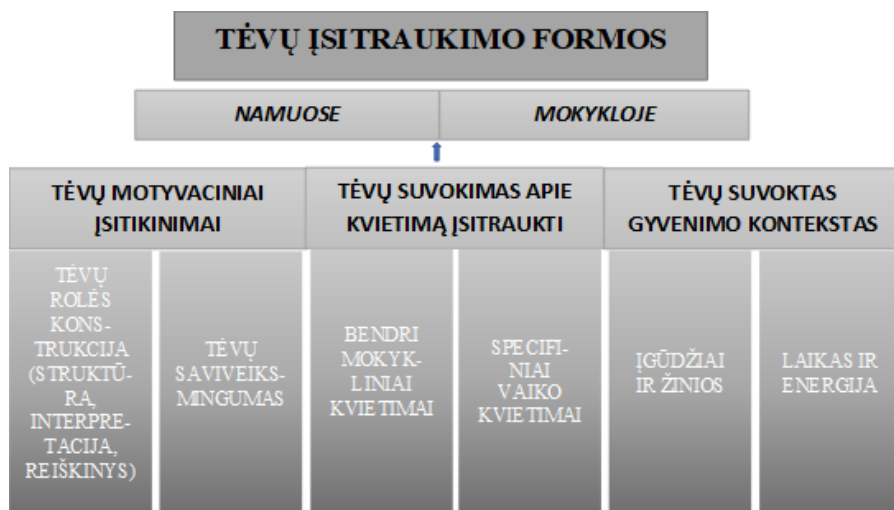 TĖVŲ ĮSITRAUKIMO FORMOS
NAMUOSE
MOKYKLOJE
TĖVŲ MOTYVACINIAI
ĮSITIKINIMAI
TĖVŲ SUVOKIMAS APIE
KVIETIMĄ ĮSITRAUKTI
TĖVŲ SUVOKTAS
GYVENIMO KONTEKSTAS
TĖVŲ
ROLĖS
KONS-
TRUKCIJA
(STRUKTŪ-
RA,
INTERPRE-
TACIJA,
REIŠKINYS)
TĖVŲ
SAVIVEIKS-
MINGUMAS
BENDRI
MOKYK-
LINIAI
KVIETIMAI
SPECIFI-
NIAI
VAIKO
KVIETIMAI
ĮGŪDŽIAI
IR ŽINIOS
LAIKAS IR
ENERGIJA